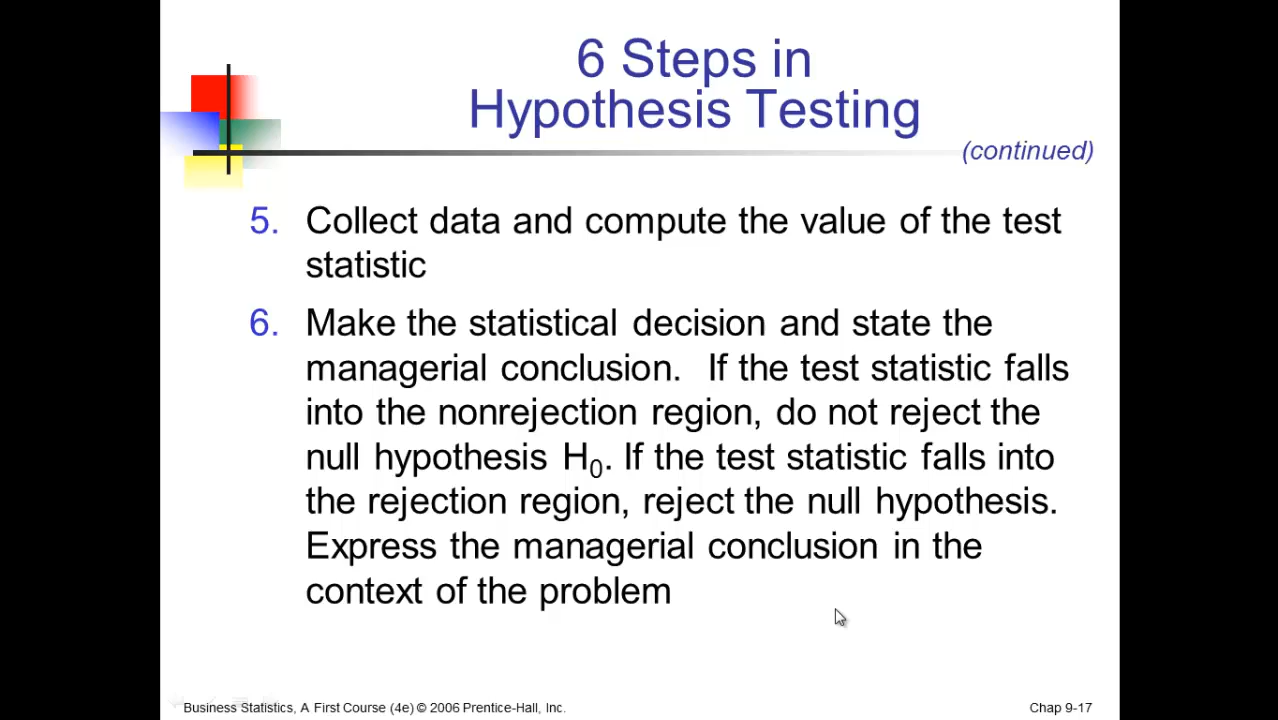 6 Steps in
Hypothesis Testing
(continued)
5. Collect data and compute the value of the test
statistic
6. Make the statistical decision and state the
managerial conclusion. If the test statistic falls
into the nonrejection region, do not reject the
null hypothesis H0. If the test statistic falls into
the rejection region, reject the null hypothesis.
Express the managerial conclusion in the
context of the problem
Business Statistics, A First Course (4e) © 2006 Prentice-Hall, Inc.
Chap 9-17